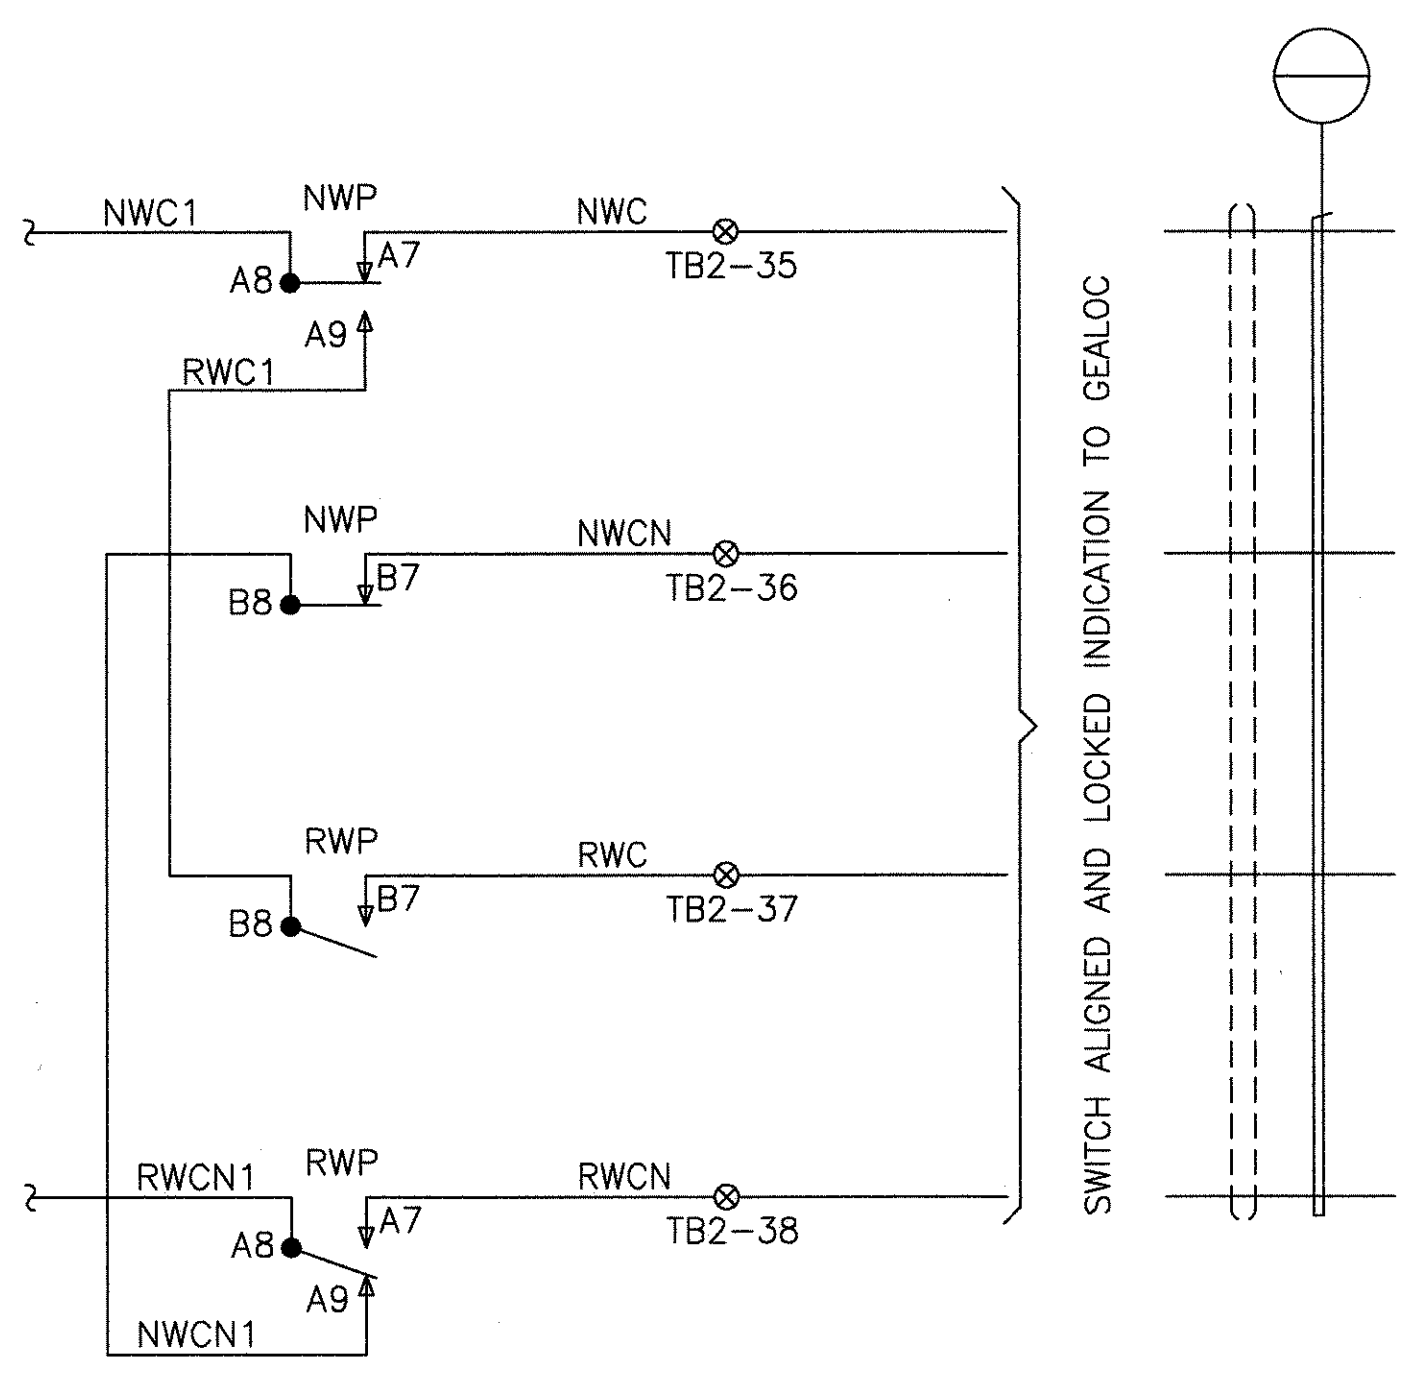 NWC1
NWP
NWC
A7
TB2-35
A8
A9
RWC1
NWP
NWCN
B7
TB2-36
B8
RWP
RWC
B7
TB2-37
B8
RWCN1
RWP
RWCN
A7
TB2-38
A8
A9
NWCN1
SWITCH ALIGNED AND LOCKED INDICATION TO GEALOC